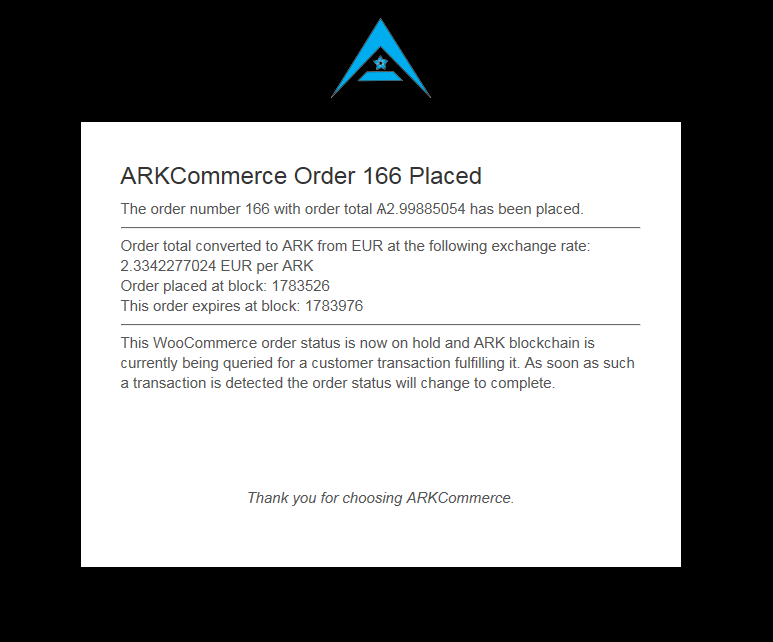 ARKCommerce Order 166 Placed
The order number 166 with order total Ѧ2.99885054 has been placed.
Order total converted to ARK from EUR at the following exchange rate:
2.3342277024 EUR per ARK
Order placed at block: 1783526
This order expires at block: 1783976
This WooCommerce order status is now on hold and ARK blockchain is
currently being queried for a customer transaction fulfilling it. As soon as such
a transaction is detected the order status will change to complete.
Thank you for choosing ARKCommerce.